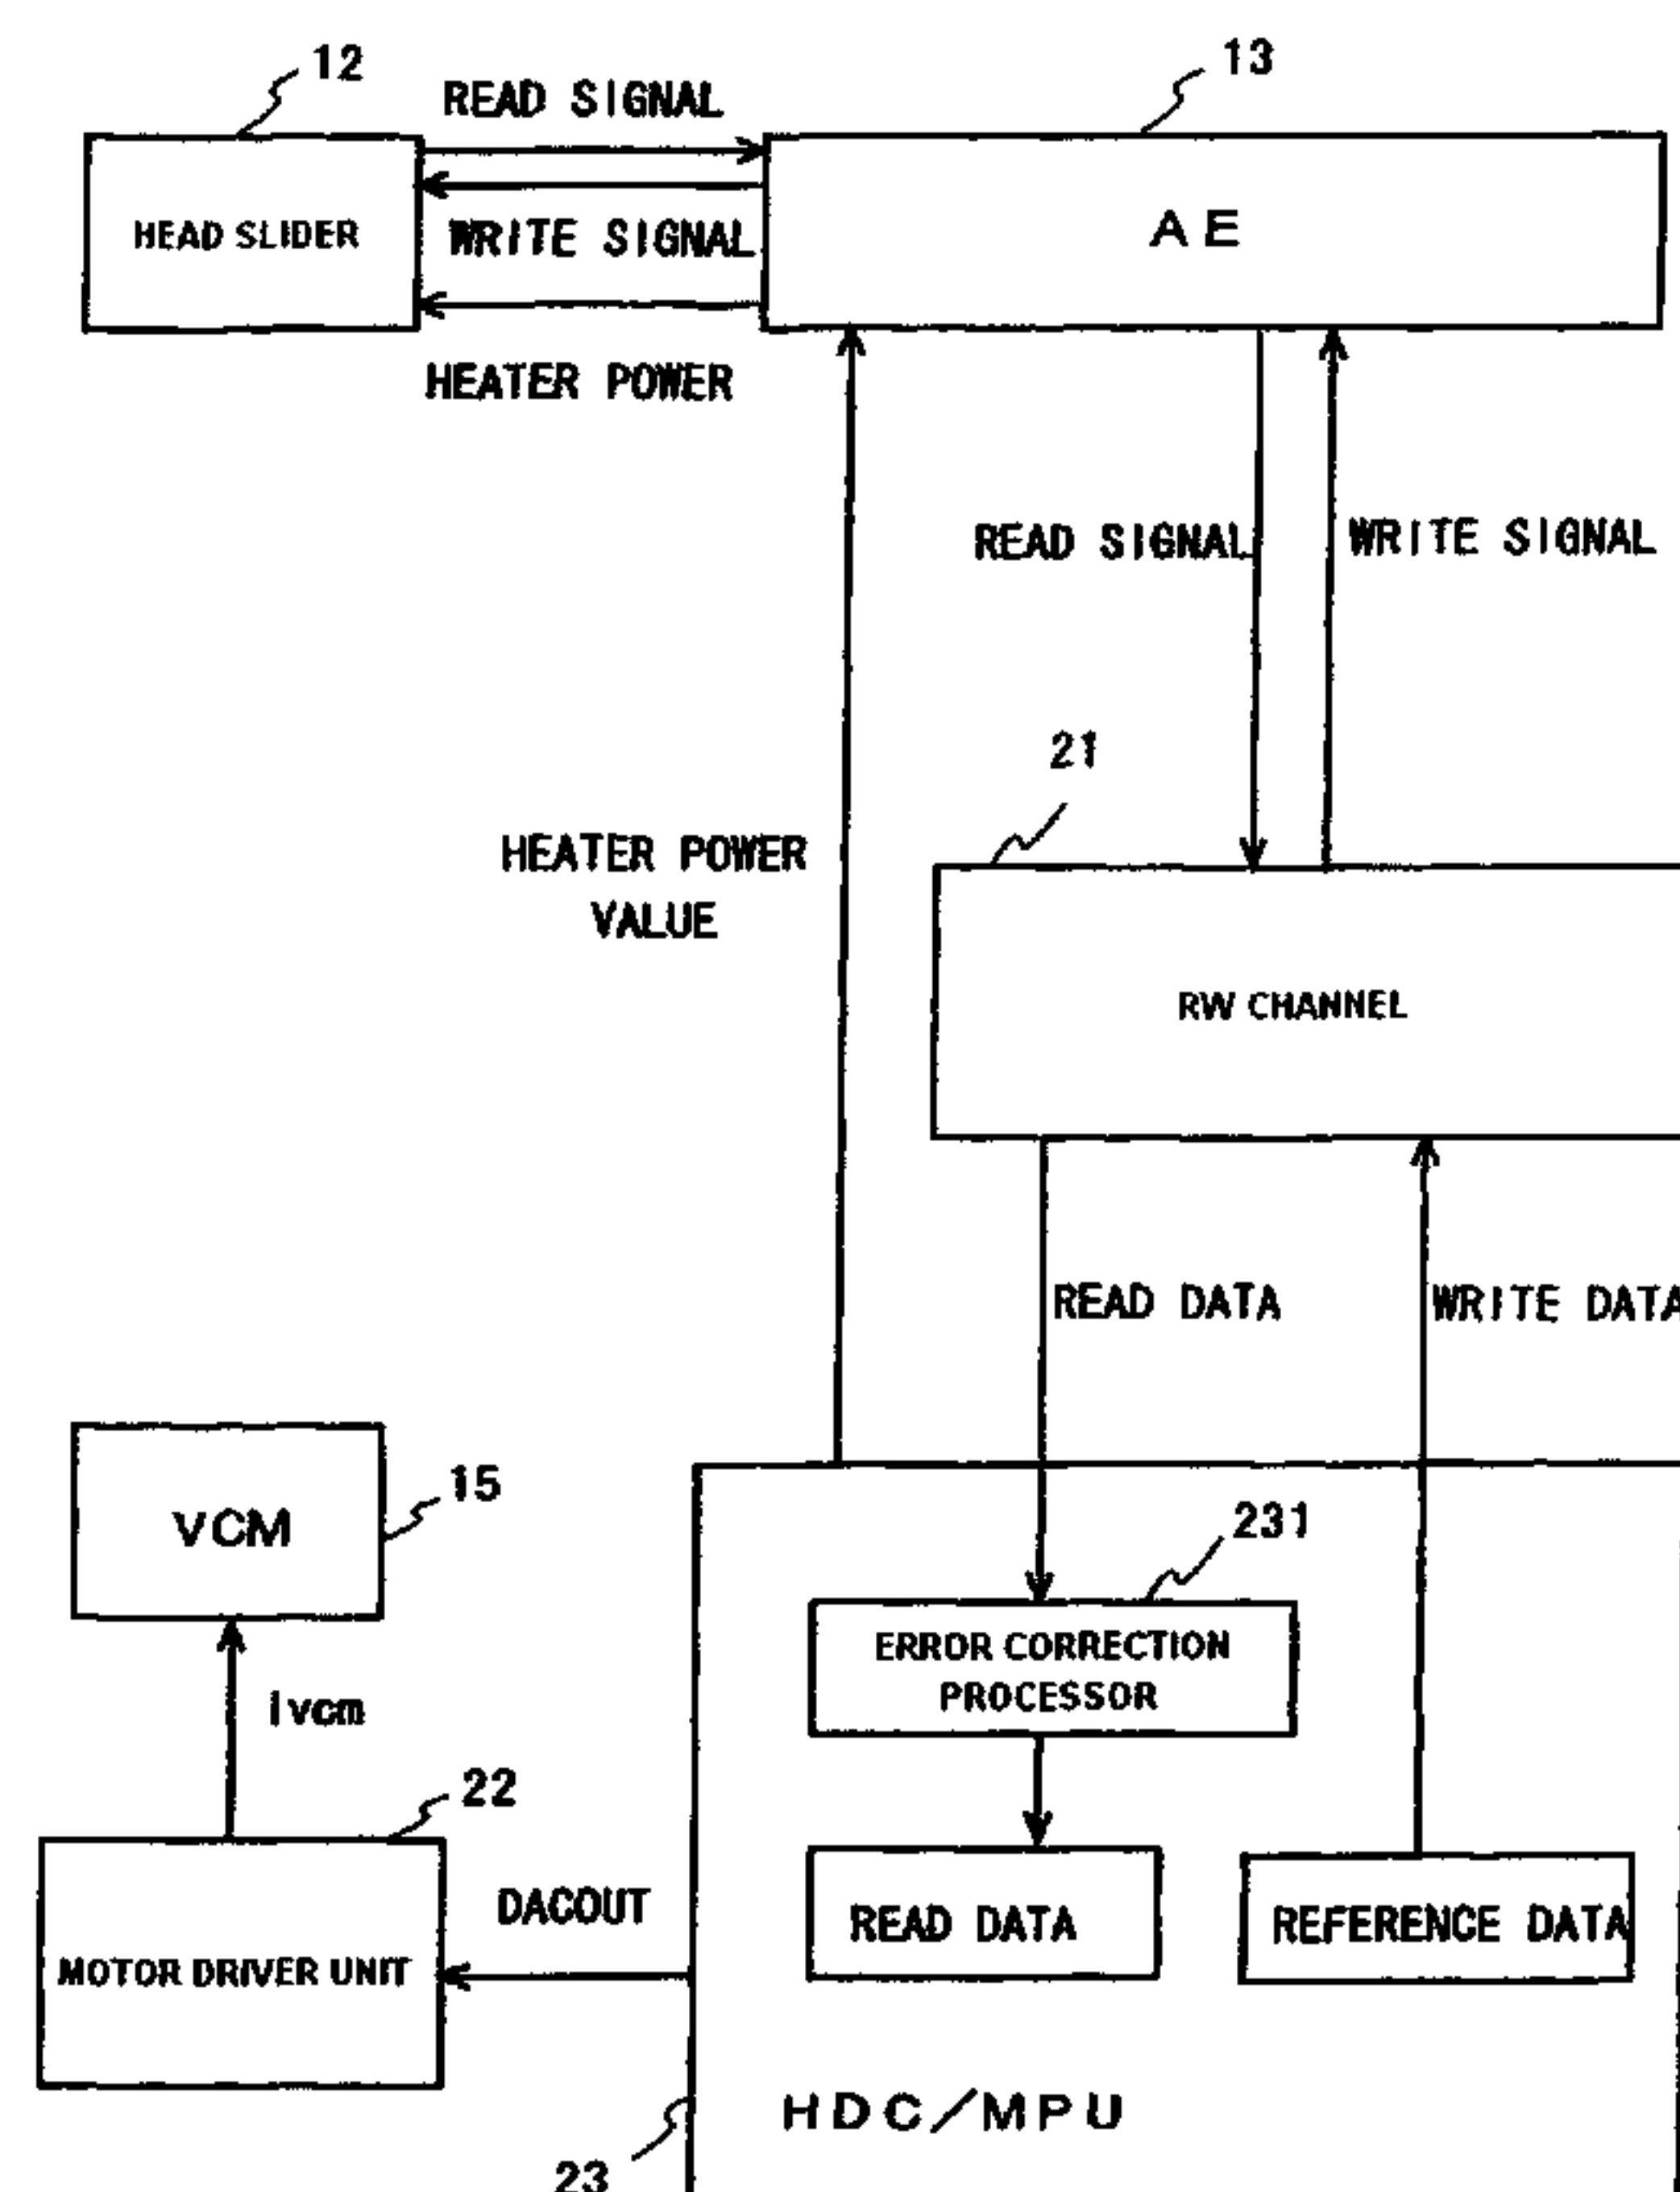 12
13
READ SIGNAL
HEAD SLIDER
WRITE SIGNAL
AE
HEATER POWER
READ SIGNAL
WRITE SIGNAL
21
HEATER POWER
VALUE
RW CHANNEL
READ DATA
WRITE DATA
VCM
15
231
ERROR CORRECTION
PROCESSOR
Ivcm
22
DACOUT
READ DATA
REFERENCE DATA
MOTOR DRIVER UNIT
HDC/MPU
23